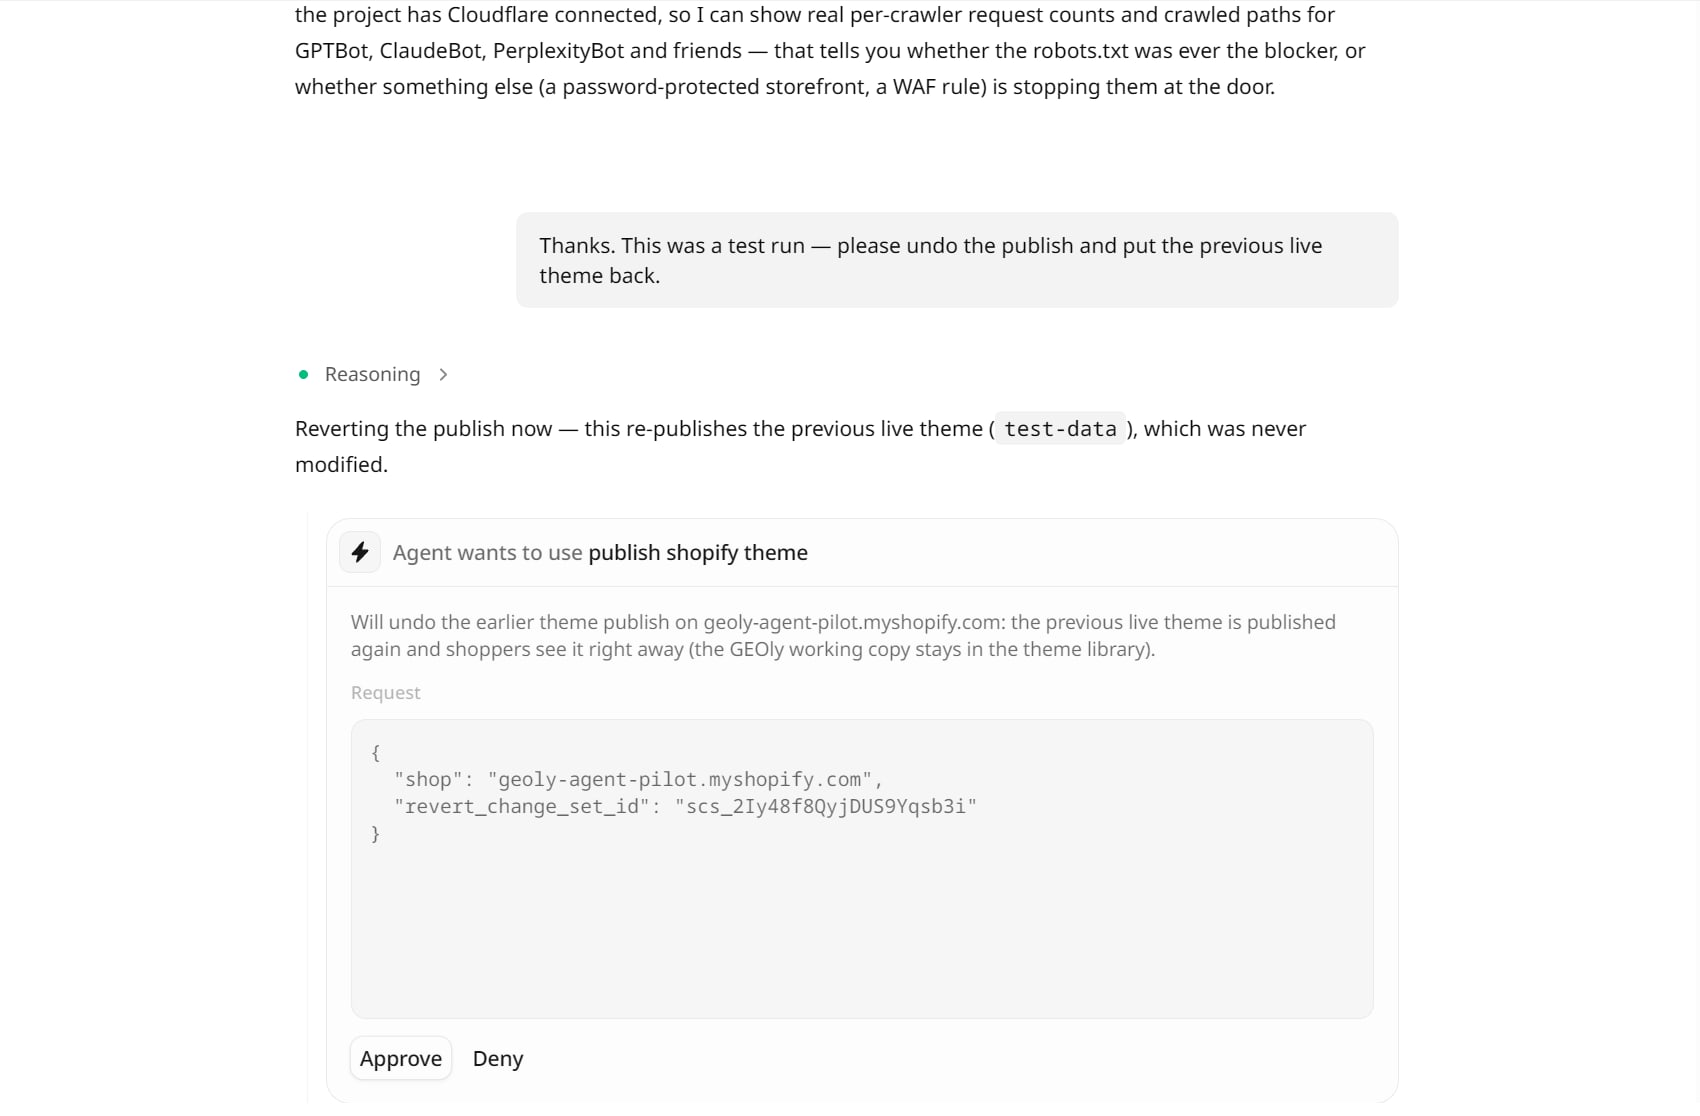 the project has Cloudflare connected, so I can show real per-crawler request counts and crawled paths for
GPTBot, ClaudeBot, PerplexityBot and friends — that tells you whether the robots.txt was ever the blocker, or
whether something else (a password-protected storefront, a WAF rule) is stopping them at the door.
Thanks. This was a test run — please undo the publish and put the previous live
theme back.
Reasoning
Reverting the publish now — this re-publishes the previous live theme ( test-data ), which was never
modified.
Agent wants to use publish shopify theme
Will undo the earlier theme publish on geoly-agent-pilot.myshopify.com: the previous live theme is published
again and shoppers see it right away (the GEOly working copy stays in the theme library).
Request
{
  "shop": "geoly-agent-pilot.myshopify.com",
  "revert_change_set_id": "scs_2Iy48f8QyjDUS9Yqsb3i"
}
Approve Deny